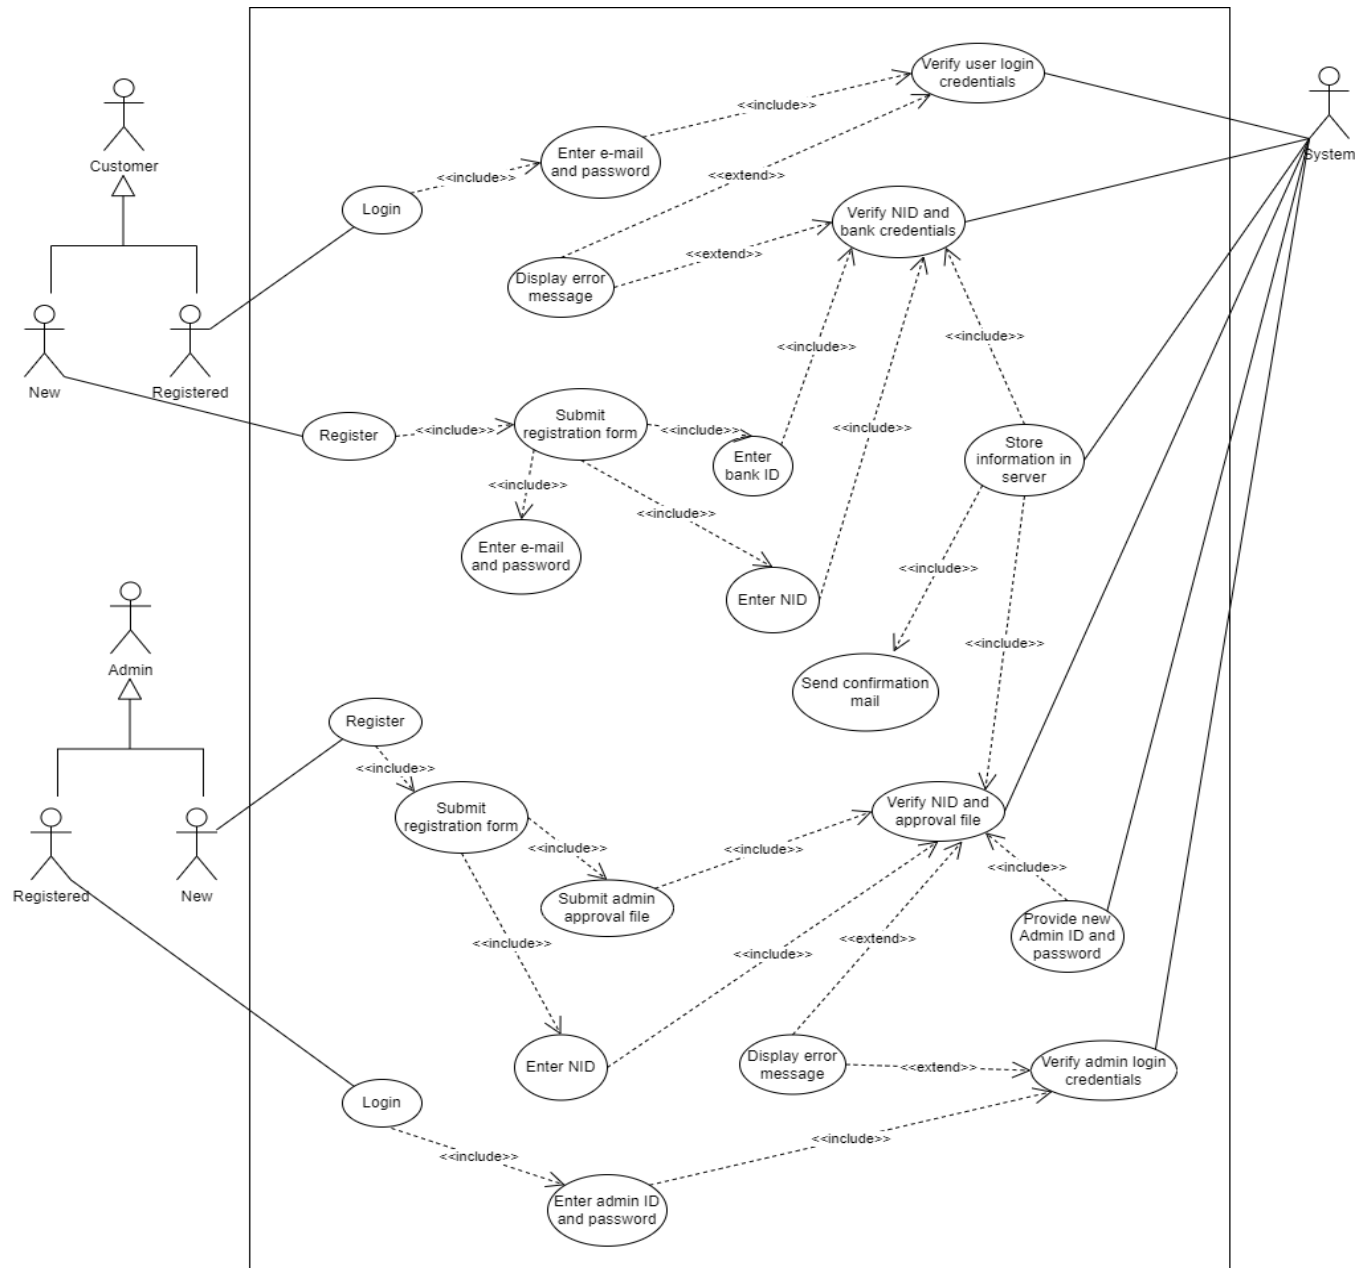 Verify user login
credentials
<<include>>
Customer
System
Enter e-mail
and password
<<include>>
<<extend>>
Login
Verify NID and
bank credentials
<<extend>>
Display error
message
<<include>>
New
Registered
<<include>>
Register
<<include>>
Submit
registration form
<<include>>
Enter
bank ID
Store
information in
server
<<include>>
<<include>>
Enter e-mail
and password
<<include>>
Enter NID
<<include>>
Admin
Send confirmation
mail
Register
<<include>>
Submit
registration form
Verify NID and
approval file
<<include>>
<<include>>
<<include>>
Registered
New
Submit admin
approval file
Provide new
Admin ID and
password
<<include>>
<<extend>>
<<include>>
Enter NID
Display error
message
<<extend>>
Verify admin login
credentials
Login
<<include>>
<<include>>
Enter admin ID
and password